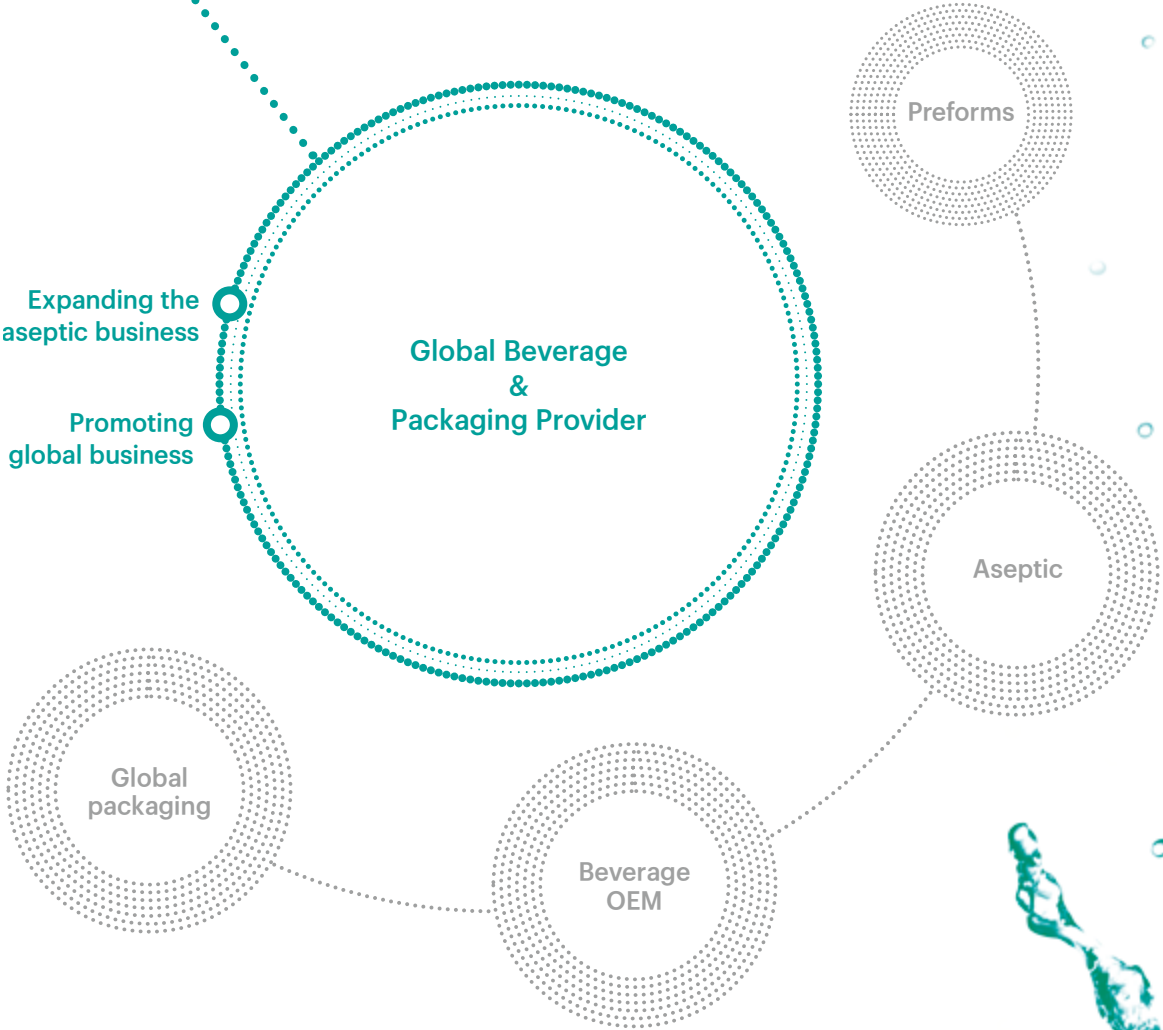 Preforms
Expanding the
aseptic business
Global Beverage
&
Packaging Provider
Promoting
global business
Aseptic
Global
packaging
Beverage
OEM